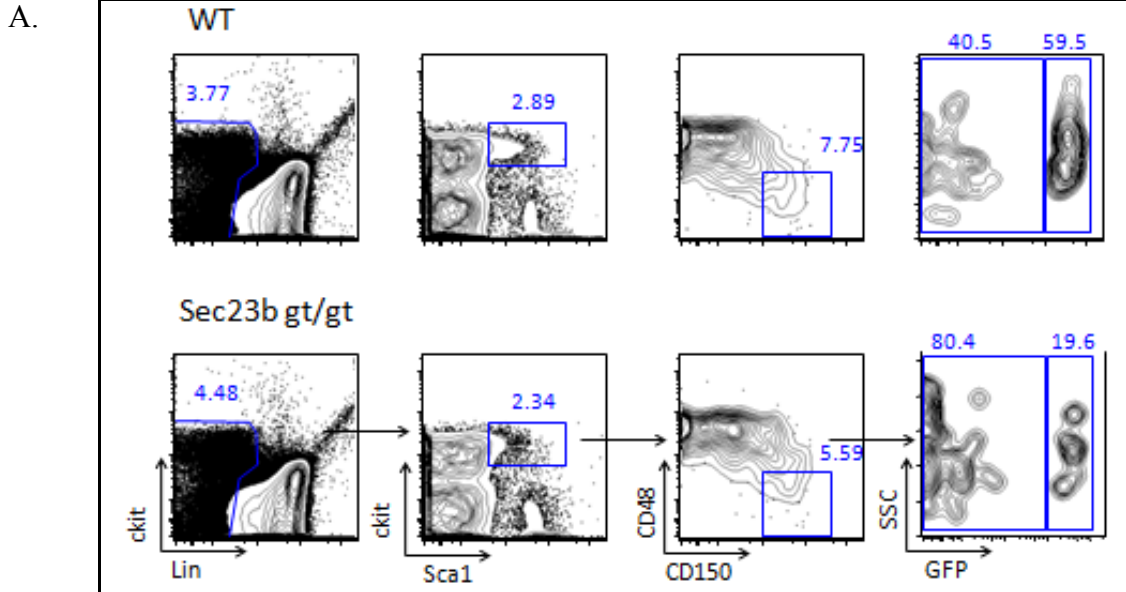 A.
WT
3.77
2.89
7.75
40.5 59.5
Sec23b gt/gt
4.48
2.34
5.59
80.4 19.6
ckit
Lin
ckit
Sca1
CD48
CD150
SSC
GFP